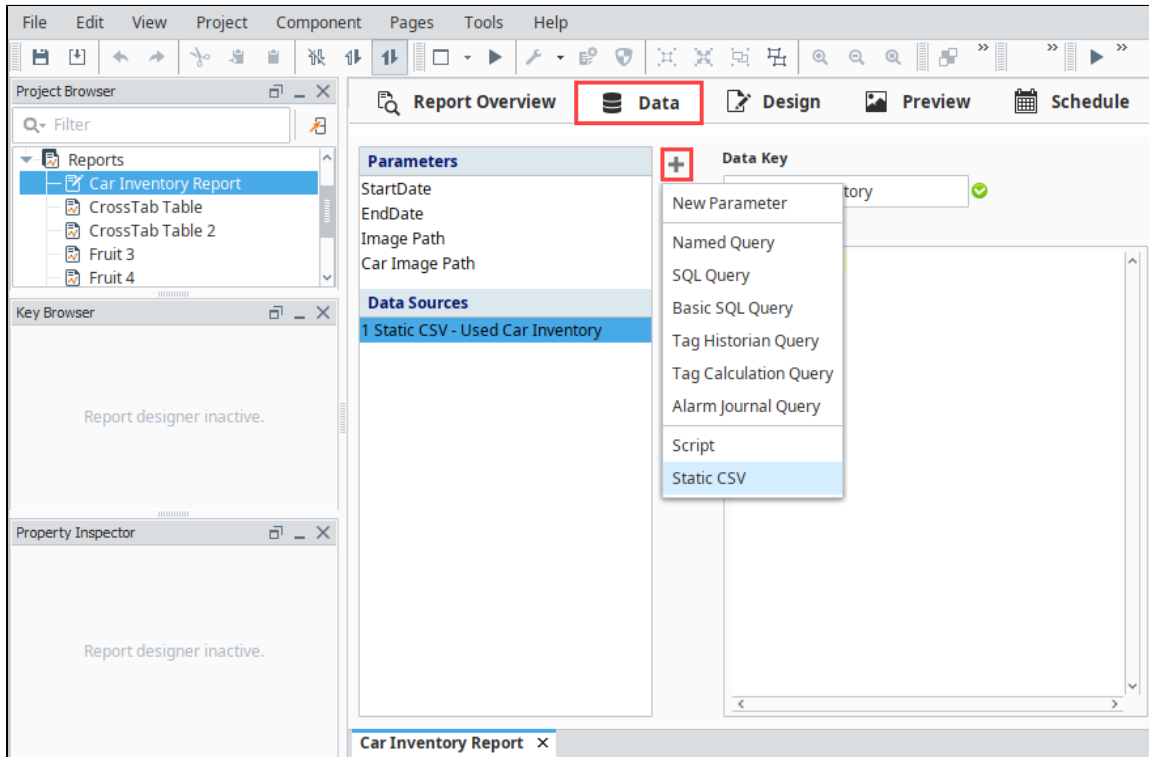 File Edit View Project Component Pages Tools Help
Project Browser
Filter
Reports
Car Inventory Report
CrossTab Table
CrossTab Table 2
Fruit 3
Fruit 4
Key Browser
Report designer inactive.
Property Inspector
Report designer inactive.
Report Overview Data Design Preview Schedule
Parameters
StartDate
EndDate
Image Path
Car Image Path
Data Sources
1 Static CSV - Used Car Inventory
Data Key
tory
New Parameter
Named Query
SQL Query
Basic SQL Query
Tag Historian Query
Tag Calculation Query
Alarm Journal Query
Script
Static CSV
Car Inventory Report